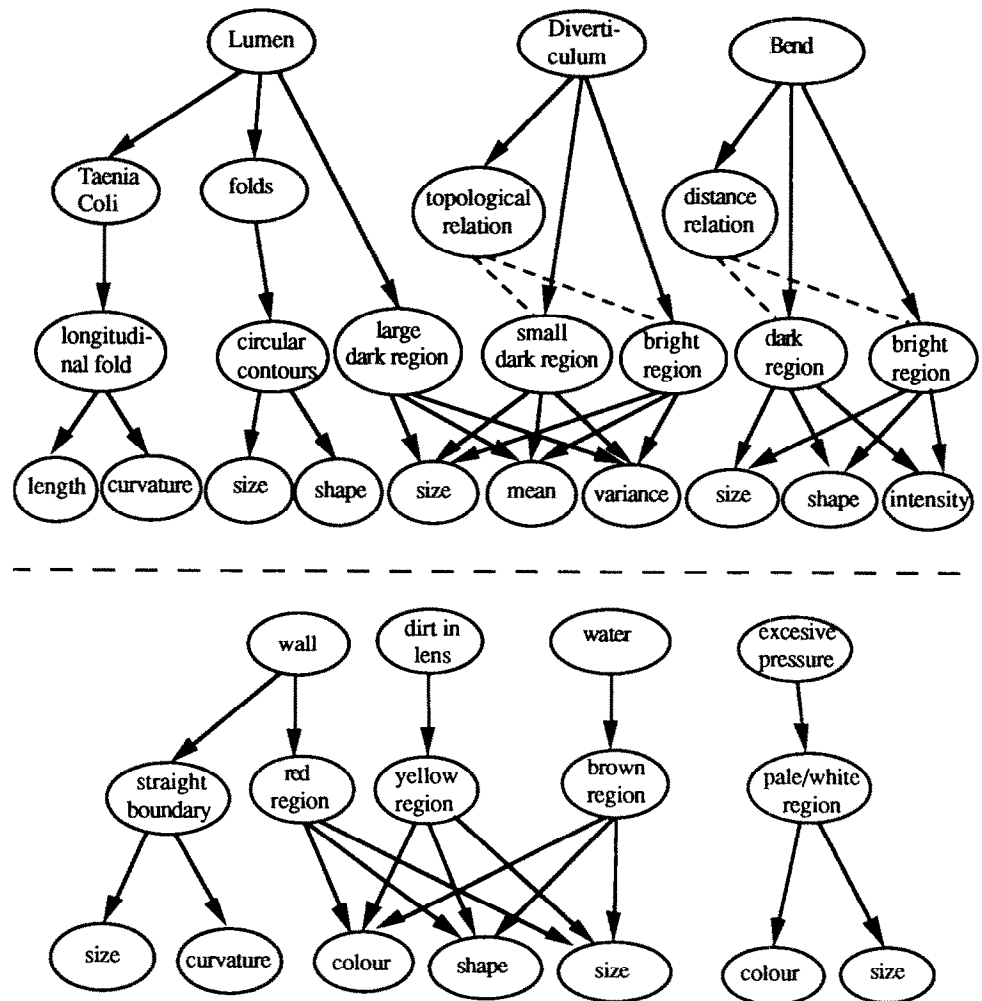 Lumen
Diverti-
culum
Bend
Taenia
Coli
folds
topological
relation
distance
relation
longitudi-
nal fold
circular
contours
large
dark region
small
dark region
bright
region
dark
region
bright
region
length
curvature
size
shape
size
mean
variance
size
shape
intensity
wall
dirt in
lens
water
excesive
pressure
straight
boundary
red
region
yellow
region
brown
region
pale/white
region
size
curvature
colour
shape
size
colour
size